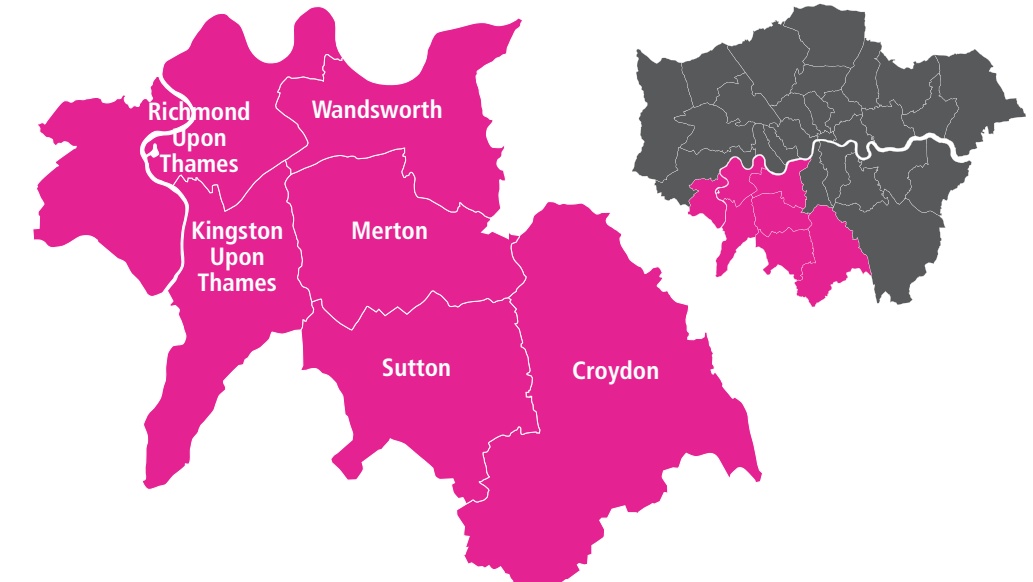 Richmond
Upon
Thames
Wandsworth
Kingston
Upon
Thames
Merton
Sutton
Croydon